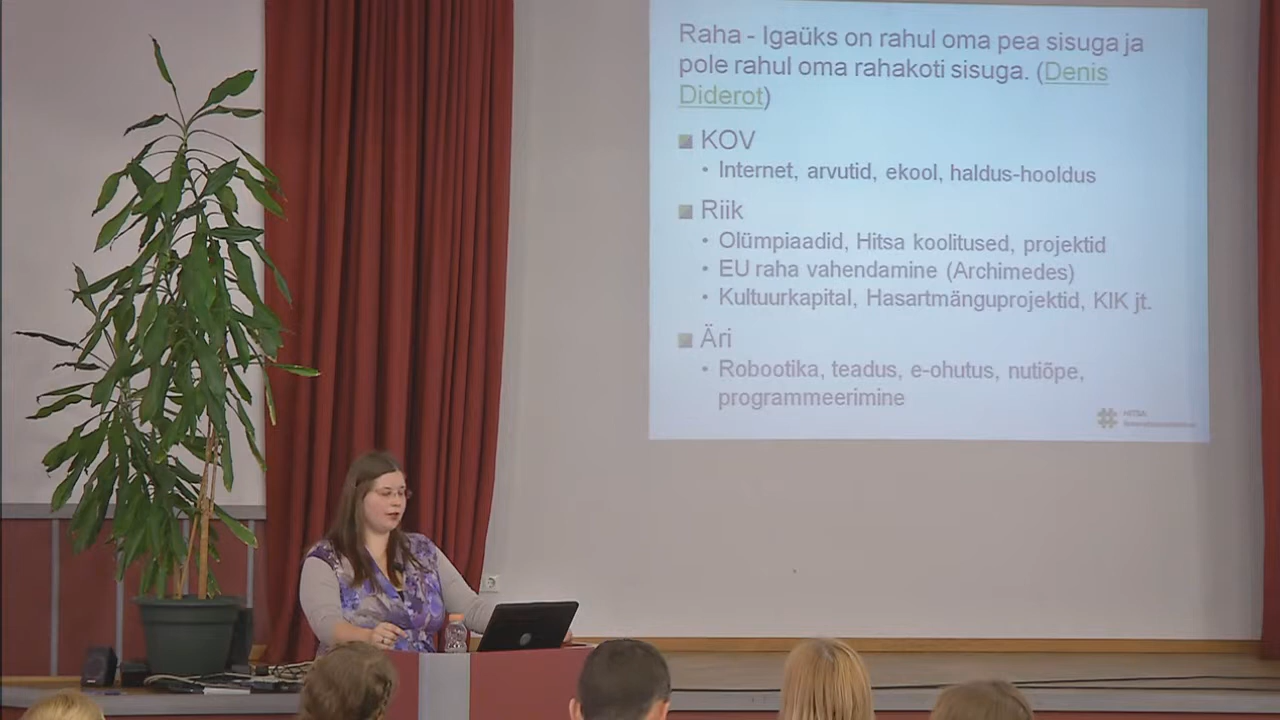 Raha - Igaüks on rahul oma pea sisuga ja
pole rahul oma rahakoti sisuga. (Denis
Diderot)
KOV
Internet, arvutid, ekool, haldus-hooldus
Riik
Olümpiaadid, Hitsa koolitused, projektid
EU raha vahendamine (Archimedes)
Kultuurkapital, Hasartmänguprojektid, KIK jt.
Äri
Robootika, teadus, e-ohutus, nutiõpe,
programmeerimine
HITSA